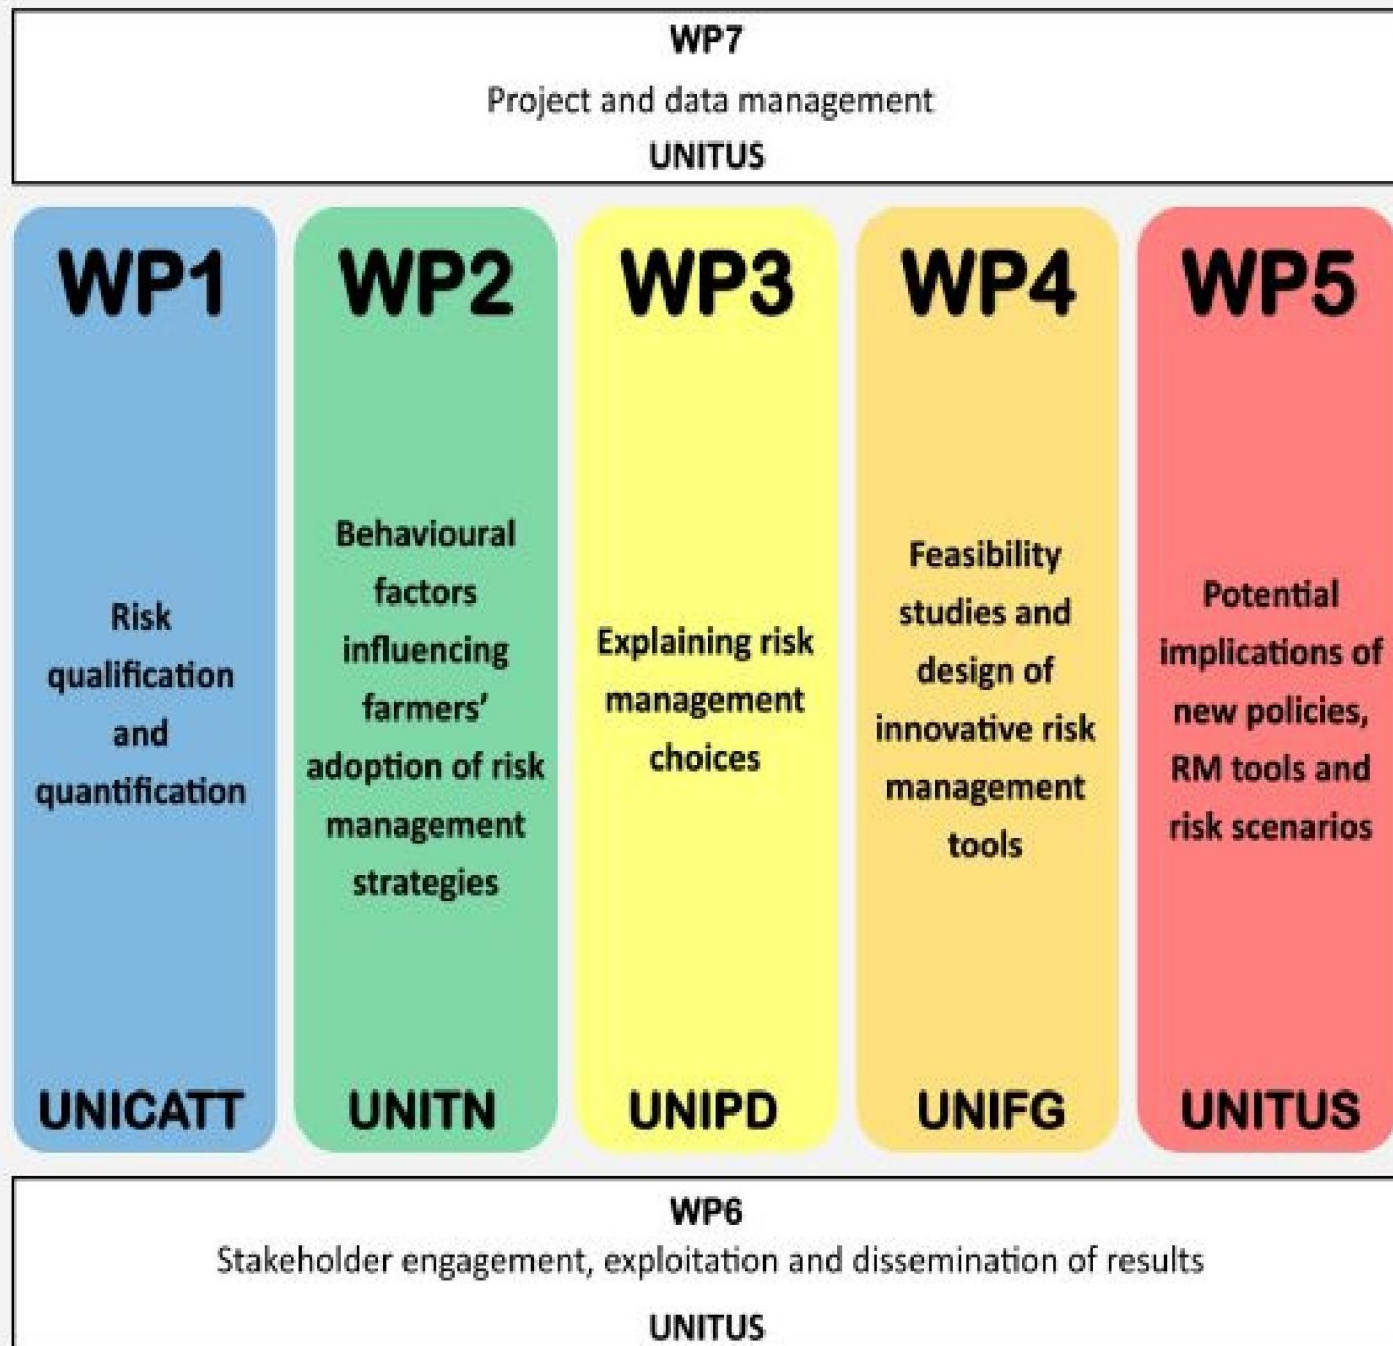 WP7
Project and data management
UNITUS
WP1
Risk
qualification
and
quantification
UNICATT
WP2
Behavioural
factors
influencing
farmers’
adoption of risk
management
strategies
UNITN
WP3
Explaining risk
management
choices
UNIPD
WP4
Feasibility
studies and
design of
innovative risk
management
tools
UNIFG
WP5
Potential
implications of
new policies,
RM tools and
risk scenarios
UNITUS
WP6
Stakeholder engagement, exploitation and dissemination of results
UNITUS